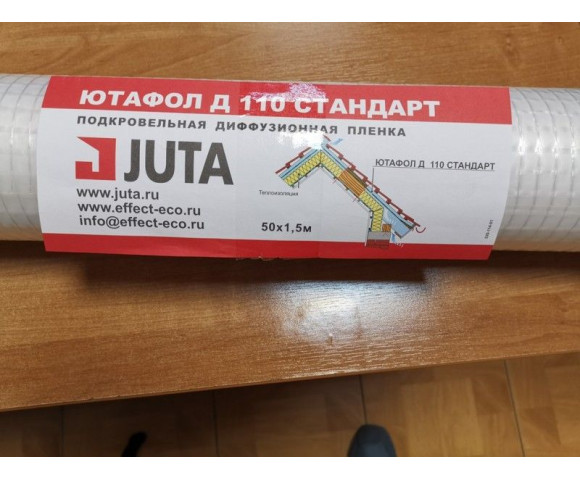 ЮТАФОЛ Д 110 СТАНДАРТ
ПОДКРОВЕЛЬНАЯ ДИФФУЗИОННАЯ ПЛЕНКА
JUTA
ЮТАФОЛ Д 110 СТАНДАРТ
Теплоизоляция
www.juta.ru
www.effect-eco.ru
info@effect-eco.ru
50x1,5м